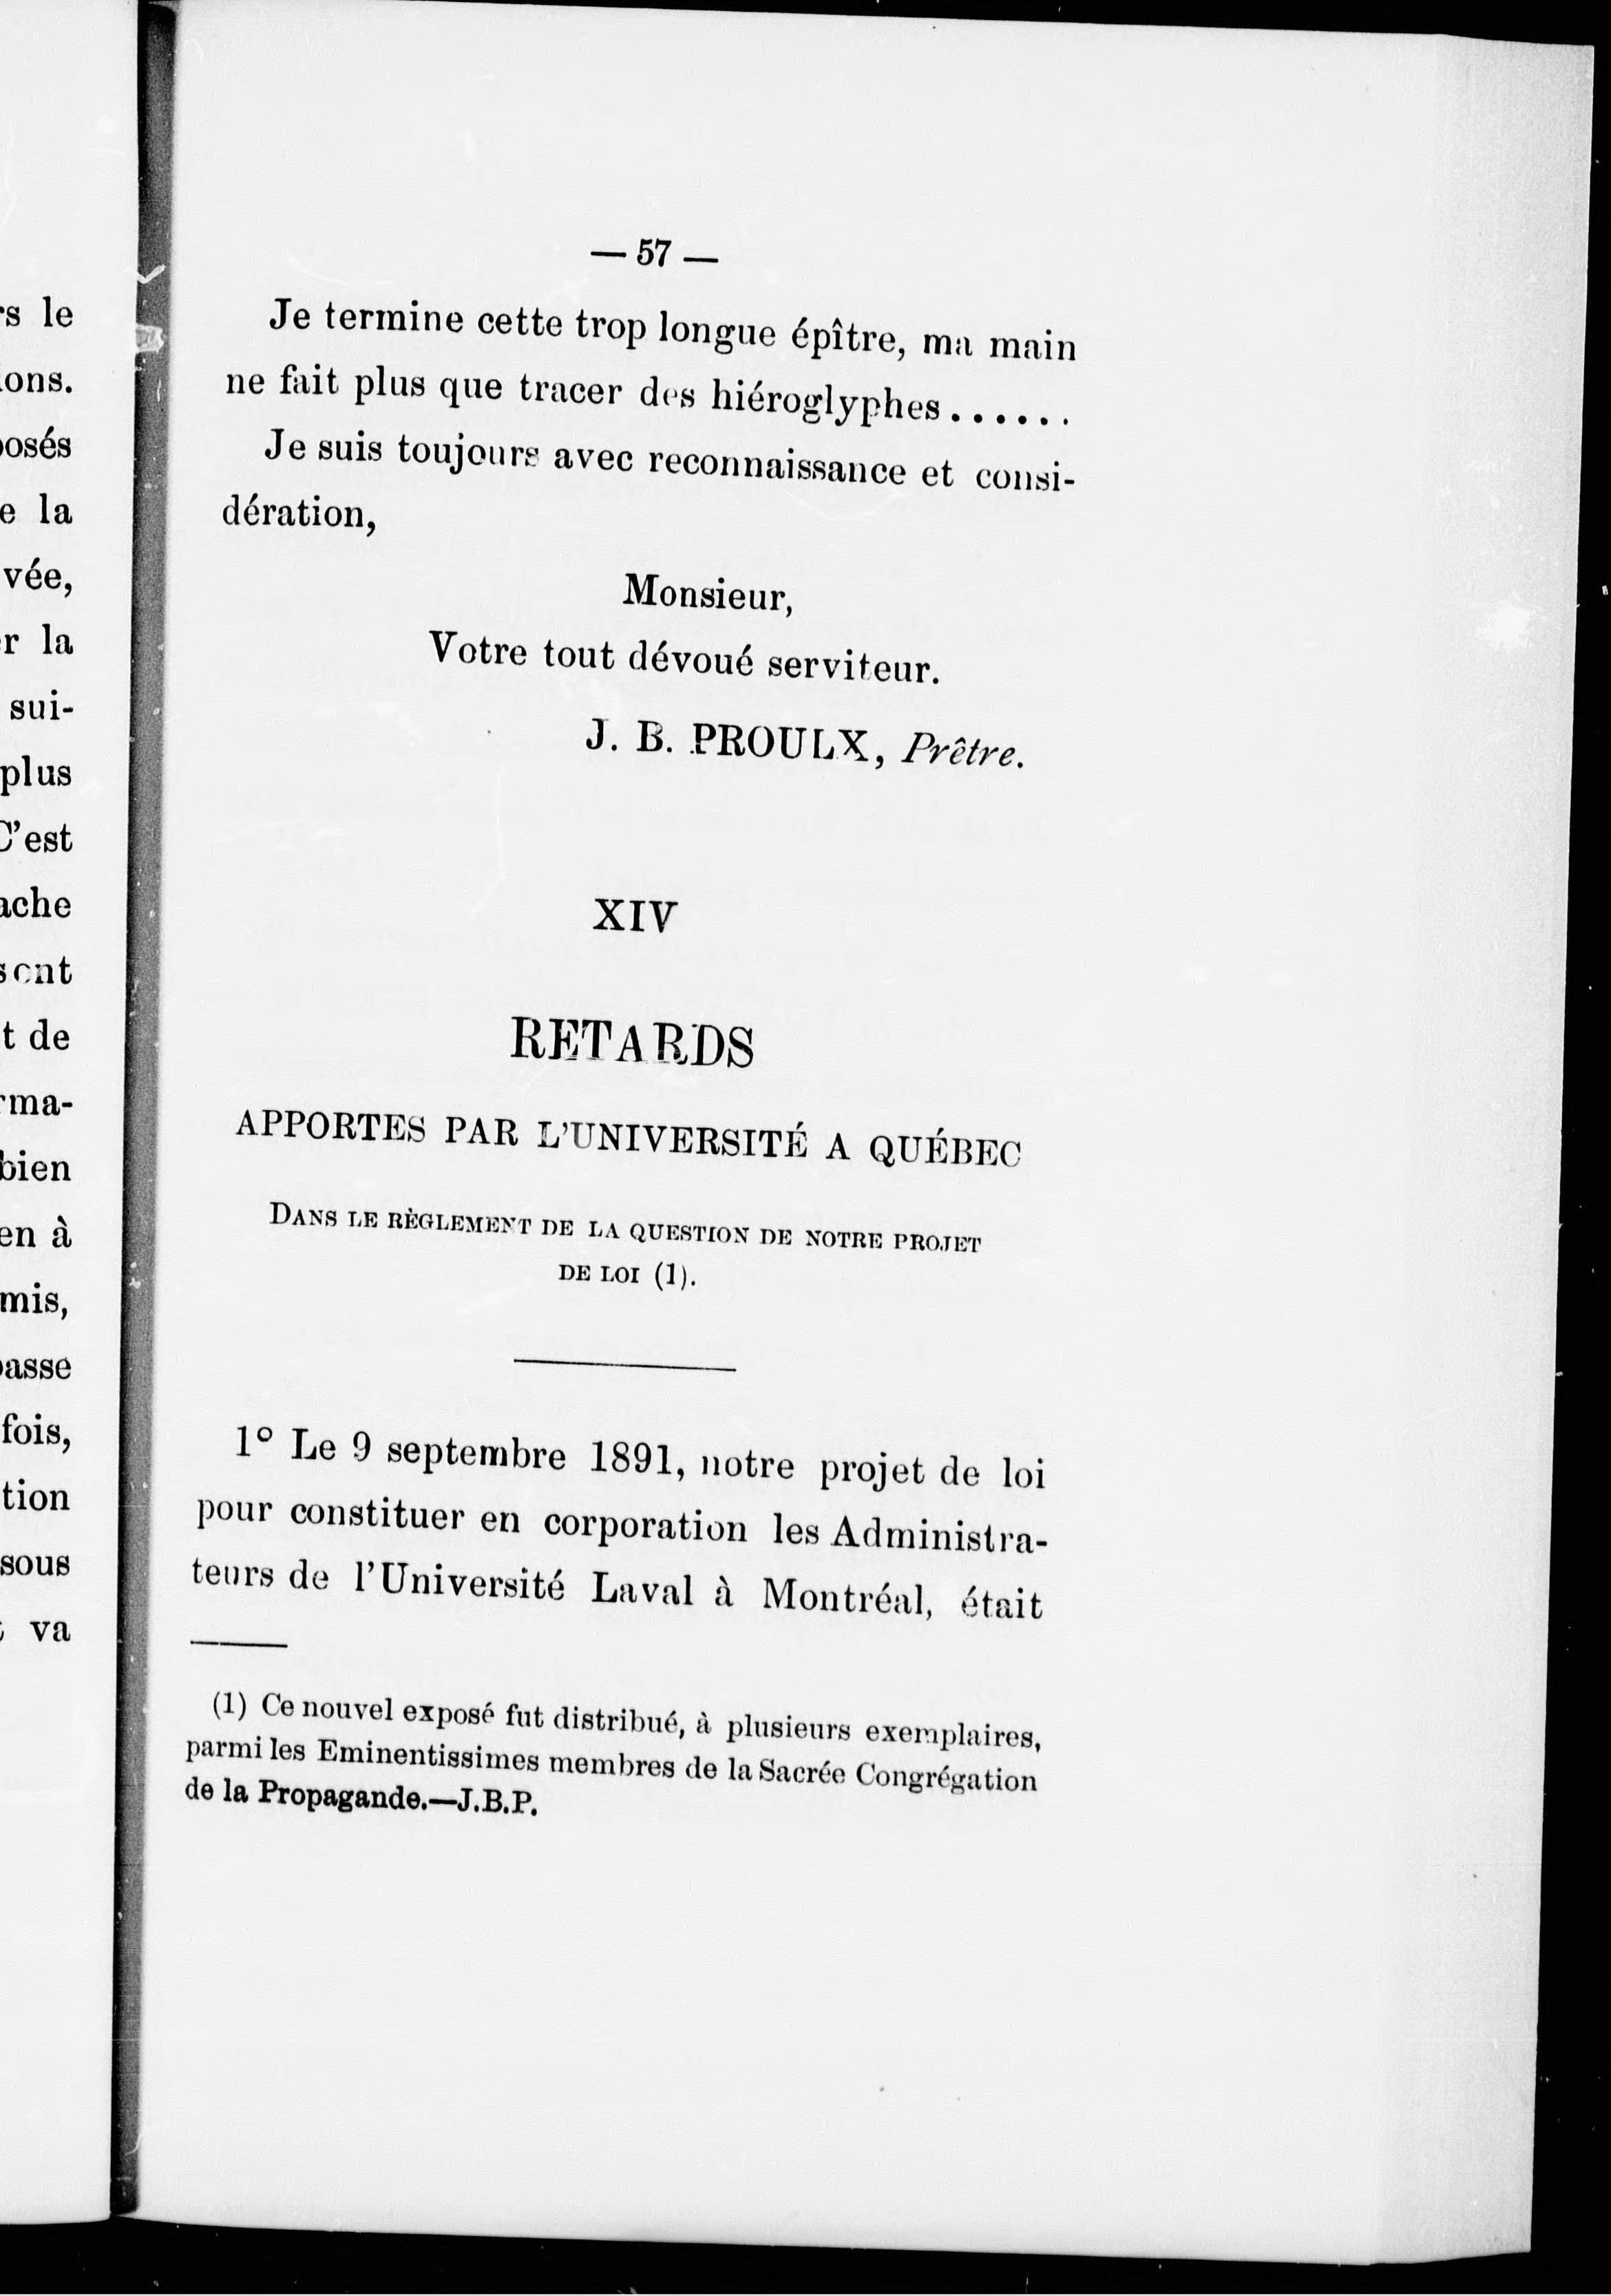 — 57 —
Je termine cette trop longue épître, ma main
ne fait plus que tracer des hiéroglyphes......
Je suis toujours avec reconnaissance et consi-
dération,
Monsieur,
Votre tout dévoué serviteur.
J. B. PROULX, Prêtre.
XIV
RETARDS
APPORTES PAR L'UNIVERSITÉ A QUÉBEC
DANS LE RÈGLEMENT DE LA QUESTION DE NOTRE PROJET
DE LOI (1).
1° Le 9 septembre 1891, notre projet de loi
pour constituer en corporation les Administra-
teurs de l'Université Laval à Montréal, était
(1) Ce nouvel exposé fut distribué, à plusieurs exemplaires,
parmi les Eminentissimes membres de la Sacrée Congrégation
de la Propagande.—J.B.P.